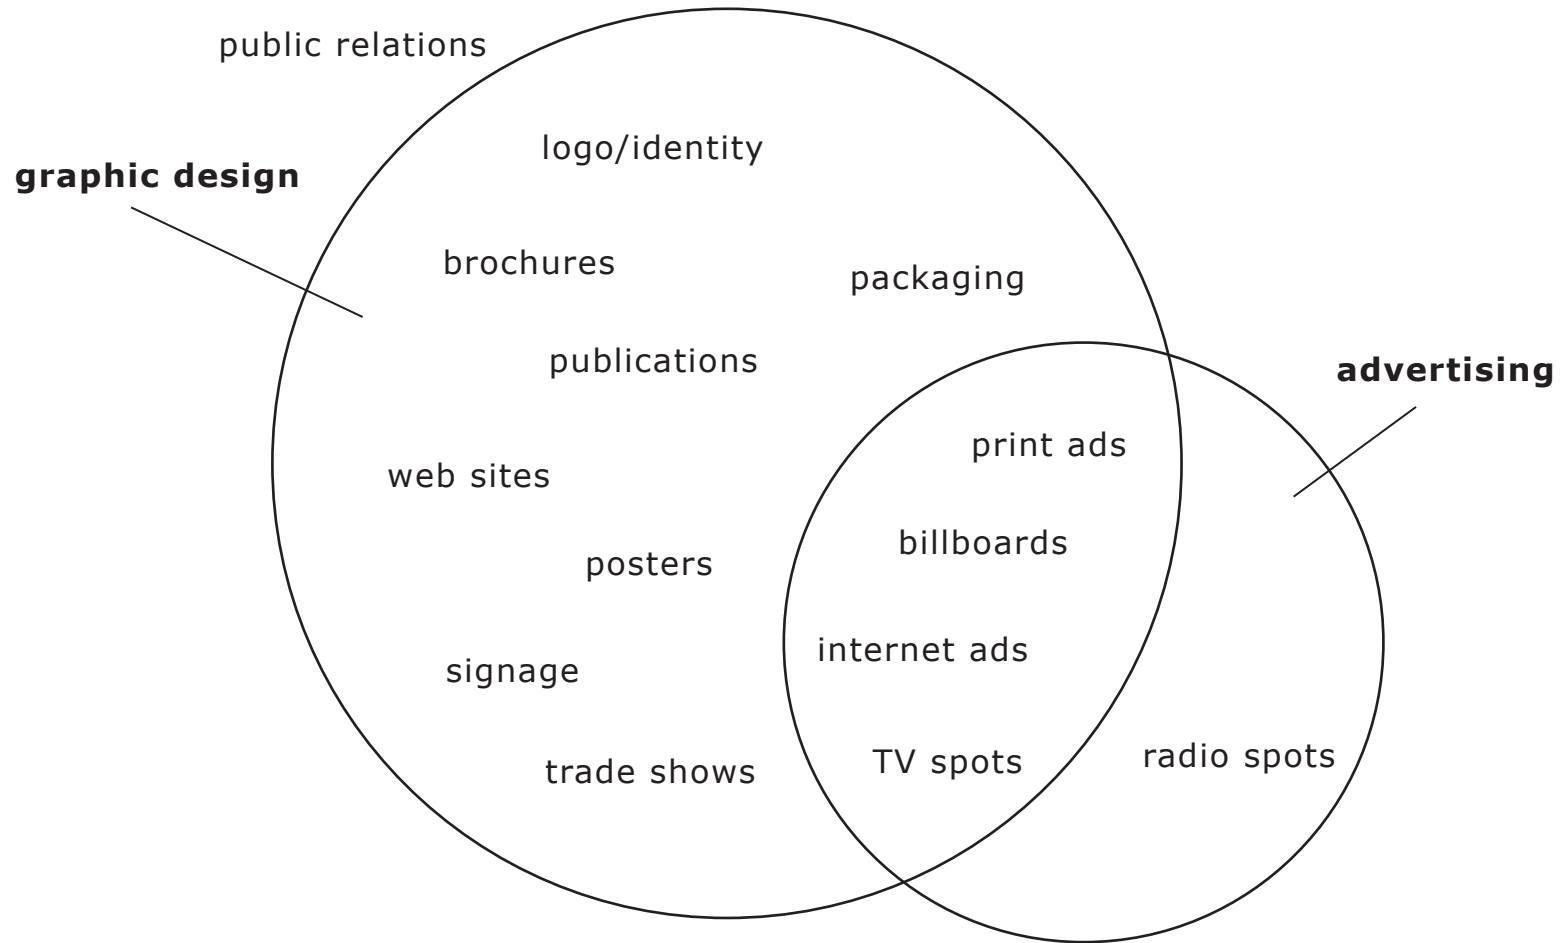 public relations
logo/identity
graphic design
brochures
packaging
publications
advertising
print ads
web sites
billboards
posters
internet ads
signage
radio spots
TV spots
trade shows